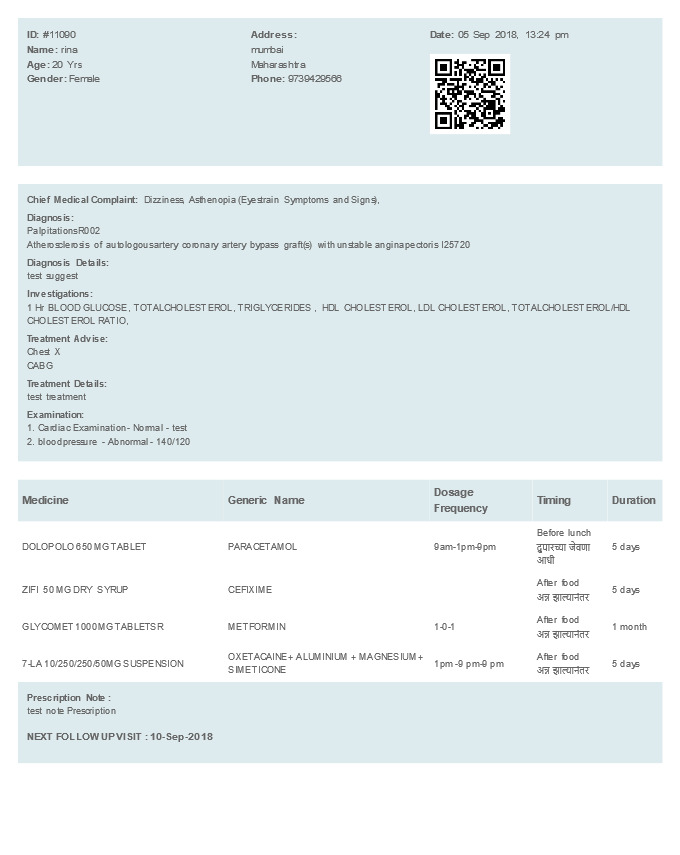 ID: #11090
Name: rina
Age: 20 Yrs
Gender: Female
Address:
mumbai
Maharashtra
Phone: 9739429566
Date: 05 Sep 2018, 13:24 pm
Chief Medical Complaint: Dizziness, Asthenopia (Eyestrain Symptoms and Signs),
Diagnosis:
PalpitationsR002
Atherosclerosis of autologousartery coronary artery bypass graft(s) with unstable anginapectoris I25720
Diagnosis Details:
test suggest
Investigations:
1 Hr BLOOD GLUCOSE, TOTALCHOLESTEROL, TRIGLYCERIDES , HDL CHOLESTEROL, LDL CHOLESTEROL, TOTALCHOLESTEROL/HDL
CHOLESTEROL RATIO,
Treatment Advise:
Chest X
CABG
Treatment Details:
test treatment
Examination:
1. Cardiac Examination- Normal - test
2. bloodpressure - Abnormal - 140/120
Medicine Generic Name Dosage Frequency Timing Duration
DOLOPOLO 650 MG TABLET PARACETAMOL 9am-1pm-9pm Before lunch 5 days
दुपारच्या जेवणा
आधी
ZIFI 50 MG DRY SYRUP CEFIXIME After food 5 days
अन्न झाल्यानंतर
GLYCOMET 1000 MG TABLET SR METFORMIN 1-0-1 After food 1 month
अन्न झाल्यानंतर
7-LA 10/250/250/50MG SUSPENSION OXETACAINE+ ALUMINIUM + MAGNESIUM+ SIMETICONE 1pm -9 pm-9 pm After food 5 days
अन्न झाल्यानंतर
Prescription Note :
test note Prescription
NEXT FOLLOW UP VISIT : 10-Sep-2018